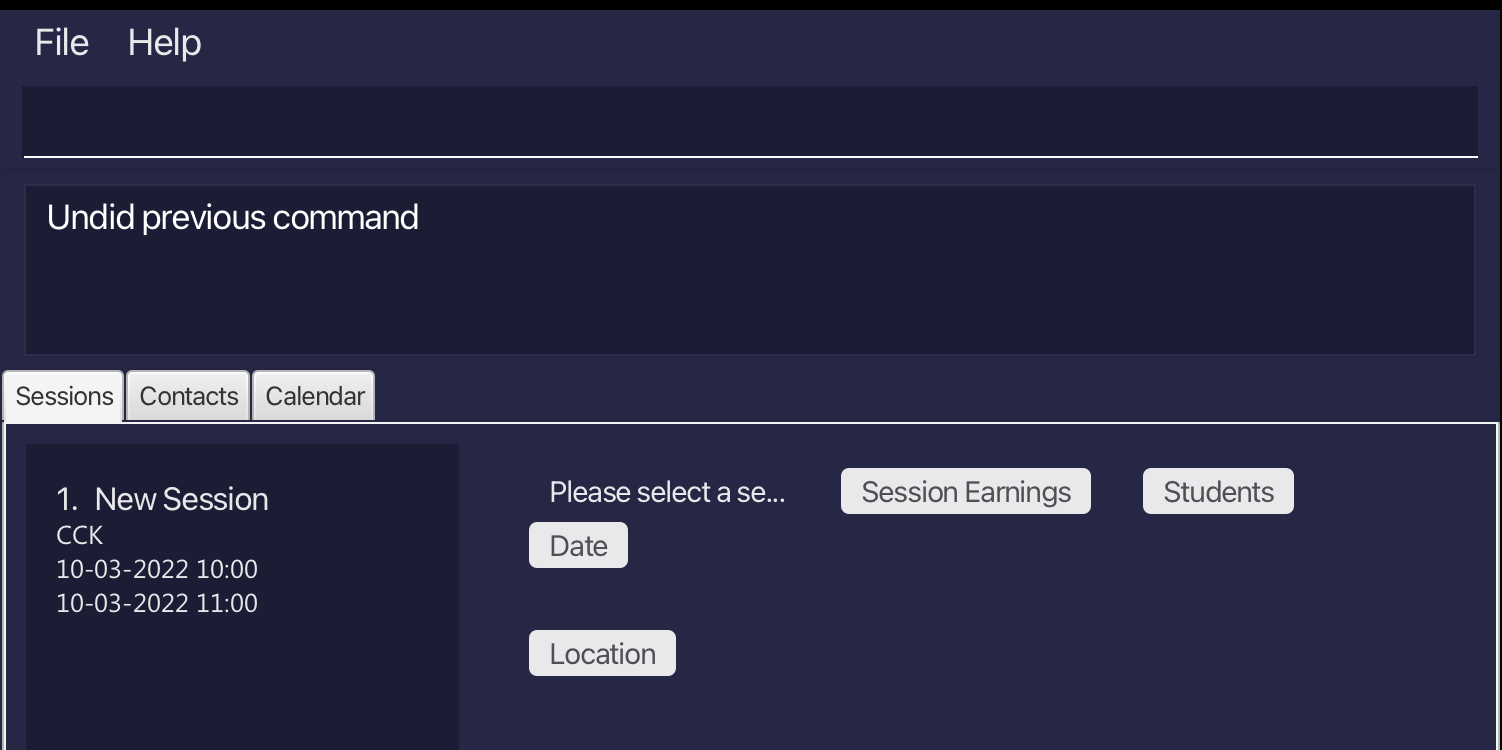 File Help
Undid previous command
Sessions Contacts Calendar
1. New Session
CCK
10-03-2022 10:00
10-03-2022 11:00
Please select a se... Session Earnings Students
Date
Location